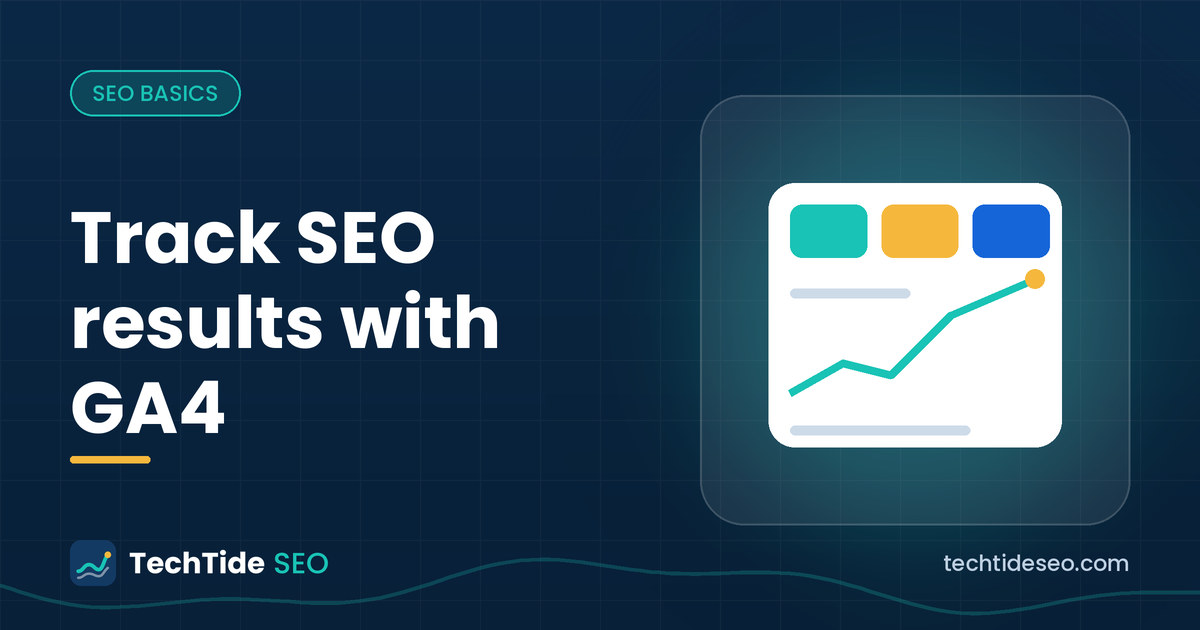 SEO BASICS
Track SEO
results with
GA4
TechTide SEO
techtideseo.com